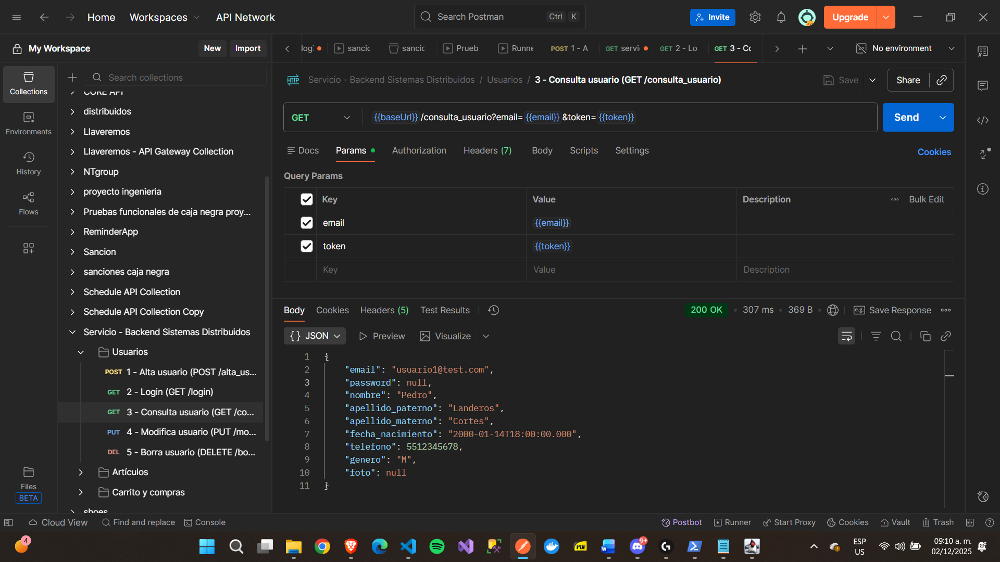 Home
Workspaces
API Network
Search Postman
Ctrl K
Invite
Upgrade
My Workspace
New
Import
logi
sancic
sancic
Prueb
Runne
POST 1 - A
GET servi
GET 2 - Lo
GET 3 - Co
No environment
Collections
Environments
History
Flows
Files
BETA
Search collections
CORE API
distribuidos
Llaveremos
Llaveremos - API Gateway Collection
NTgroup
proyecto ingenieria
Pruebas funcionales de caja negra proy...
ReminderApp
Sancion
sanciones caja negra
Schedule API Collection
Schedule API Collection Copy
Servicio - Backend Sistemas Distribuidos
Usuarios
POST 1 - Alta usuario (POST /alta_us...
GET 2 - Login (GET /login)
GET 3 - Consulta usuario (GET /co...
PUT 4 - Modifica usuario (PUT /mo...
DEL 5 - Borra usuario (DELETE /bo...
Artículos
Carrito y compras
shoes
HTTP
Servicio - Backend Sistemas Distribuidos / Usuarios / 3 - Consulta usuario (GET /consulta_usuario)
Save
Share
GET
{{baseUrl}} /consulta_usuario?email= {{email}} &token= {{token}}
Send
Docs
Params
Authorization
Headers (7)
Body
Scripts
Settings
Cookies
Query Params
Key Value Description Bulk Edit
email {{email}}
token {{token}}
Key Value Description
Body
Cookies
Headers (5)
Test Results
200 OK
307 ms
369 B
e.g. Save Response
{} JSON
Preview
Visualize
1 {
2 "email": "usuario1@test.com",
3 "password": null,
4 "nombre": "Pedro",
5 "apellido_paterno": "Landeros",
6 "apellido_materno": "Cortes",
7 "fecha_nacimiento": "2000-01-14T18:00:00.000",
8 "telefono": 5512345678,
9 "genero": "M",
10 "foto": null
11 }
Cloud View
Find and replace
Console
Postbot
Runner
Start Proxy
Cookies
Vault
Trash
4
PDF
W
9+
ESP
US
09:10 a. m.
02/12/2025